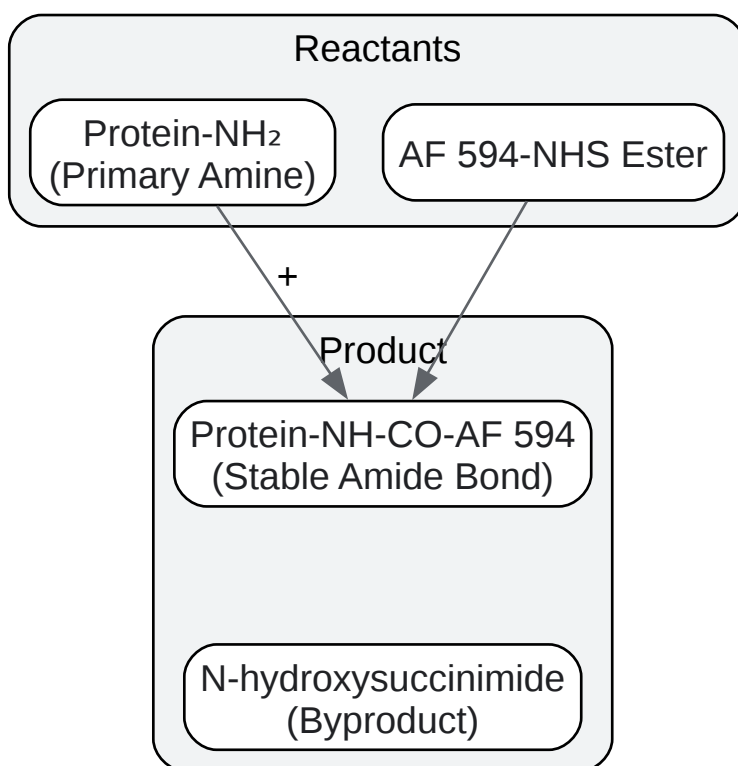 Reactants
Protein-NH₂
(Primary Amine)
AF 594-NHS Ester
+
Product
Protein-NH-CO-AF 594
(Stable Amide Bond)
N-hydroxysuccinimide
(Byproduct)